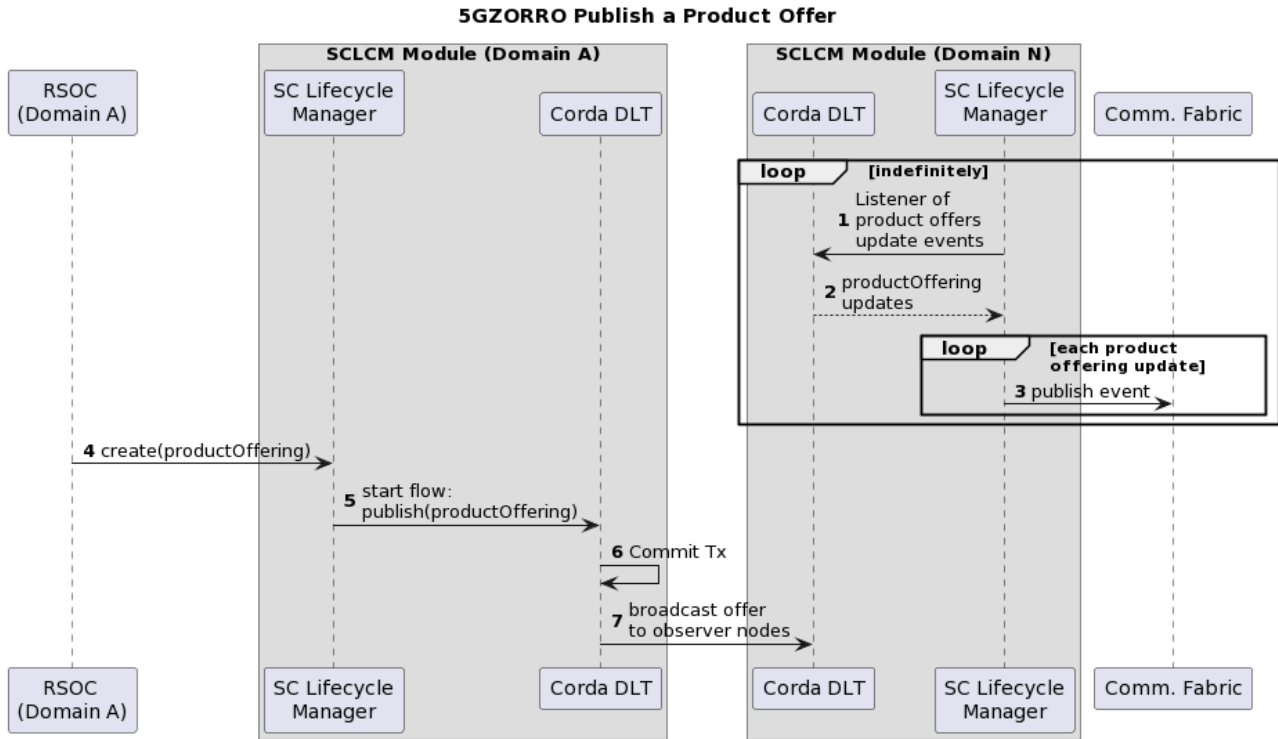 5GZORRO Publish a Product Offer
SCLCM Module (Domain A)
SCLCM Module (Domain N)
RSOC
(Domain A)
SC Lifecycle
Manager
Corda DLT
Corda DLT
SC Lifecycle
Manager
Comm. Fabric
loop [indefinitely]
Listener of
1 product offers
update events
2 productOffering
updates
loop [each product
offering update]
3 publish event
4 create(productOffering)
5 start flow:
publish(productOffering)
6 Commit Tx
7 broadcast offer
to observer nodes
RSOC
(Domain A)
SC Lifecycle
Manager
Corda DLT
Corda DLT
SC Lifecycle
Manager
Comm. Fabric